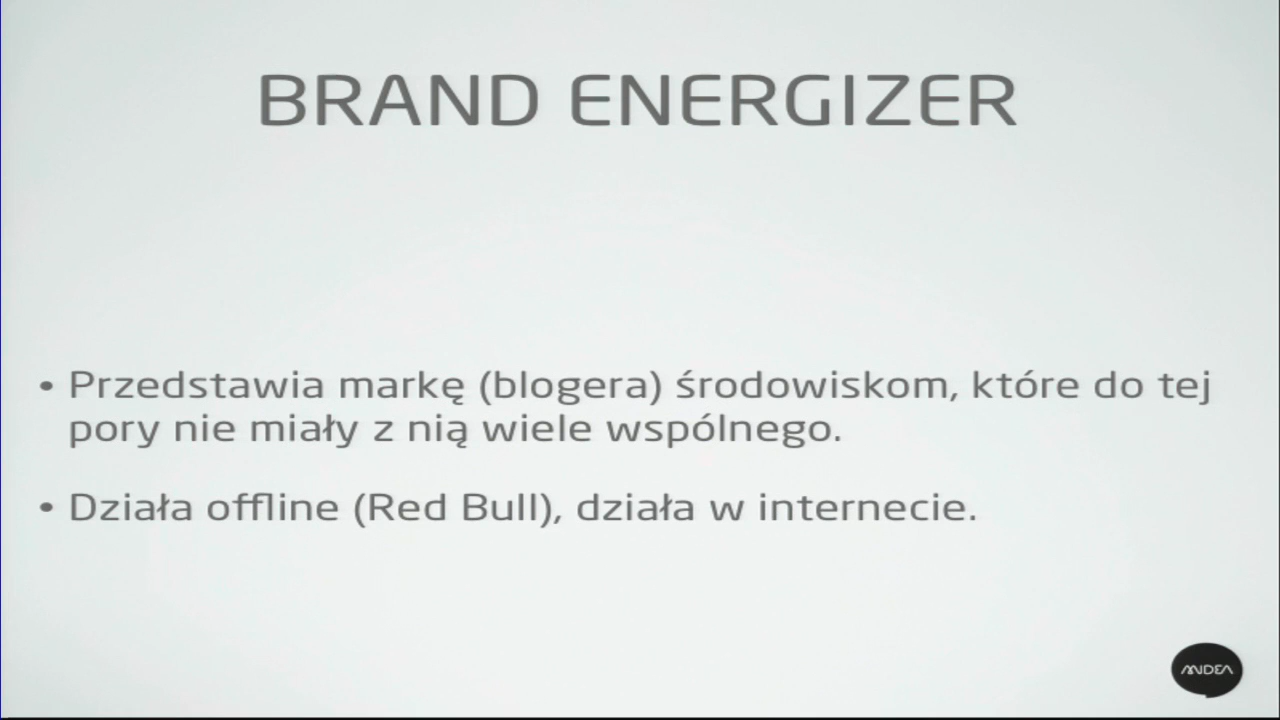 BRAND ENERGIZER
• Przedstawia markę (blogera) środowiskom, które do tej
pory nie miały z nią wiele wspólnego.
• Działa offline (Red Bull), działa w internecie.